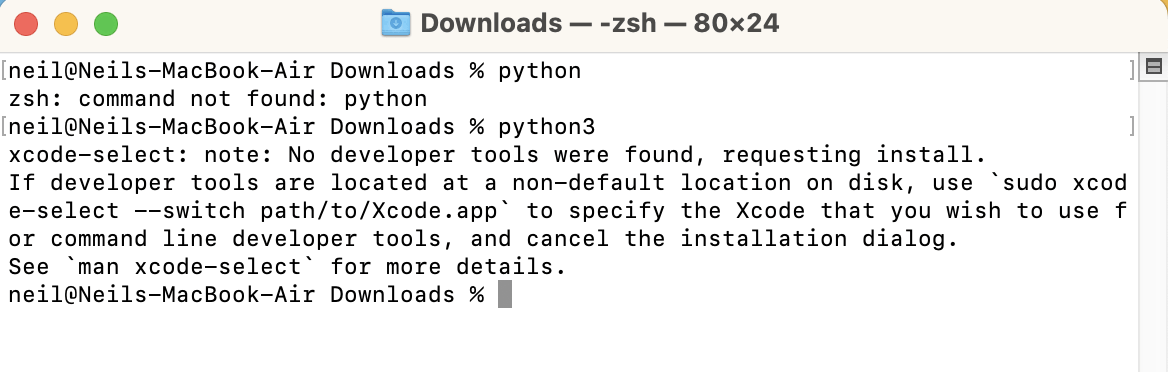 Downloads — -zsh — 80×24
[neil@Neils-MacBook-Air Downloads % python ]
zsh: command not found: python
[neil@Neils-MacBook-Air Downloads % python3 ]
xcode-select: note: No developer tools were found, requesting install.
If developer tools are located at a non-default location on disk, use `sudo xcod
e-select --switch path/to/Xcode.app` to specify the Xcode that you wish to use f
or command line developer tools, and cancel the installation dialog.
See `man xcode-select` for more details.
neil@Neils-MacBook-Air Downloads %